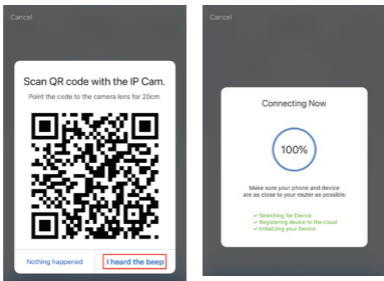 Cancel
Scan QR code with the IP Cam.
Point the code to the camera lens for 20cm.
Nothing happened
I heard the beep
Cancel
Connecting Now
100%
Make sure your phone and device
are as close to your router as possible.
✓ Searching for Device
✓ Registering device to the cloud
✓ Initializing your Device